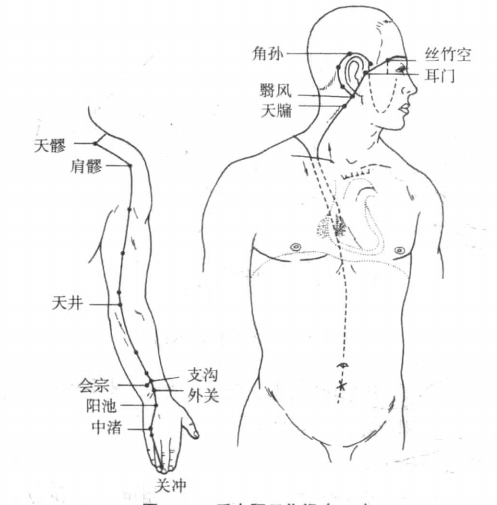 角孙
丝竹空
耳门
翳风
天牖
天髎
肩髎
天井
支沟
会宗
外关
阳池
中渚
关冲